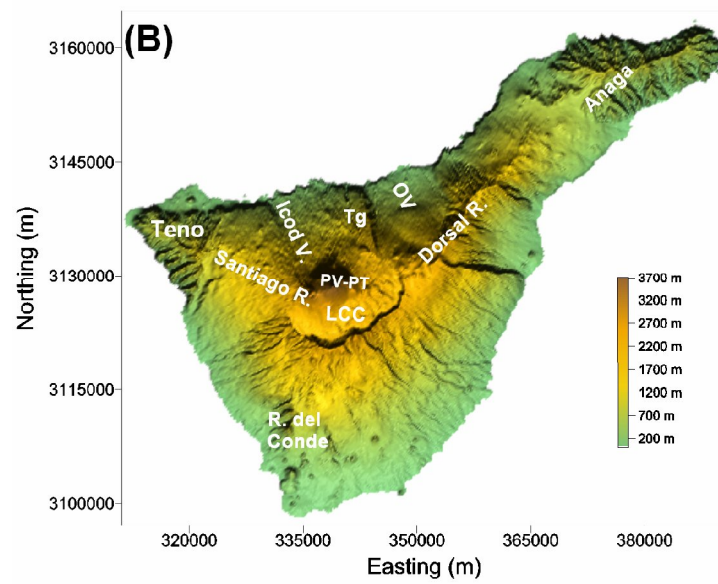 (B)
3160000
3145000
3130000
3115000
3100000
Northing (m)
Anaga
OV
Tg
Icod V.
Teno
Dorsal R.
Santiago R.
PV-PT
LCC
R. del
Conde
3700 m
3200 m
2700 m
2200 m
1700 m
1200 m
700 m
200 m
320000
335000
350000
365000
380000
Easting (m)